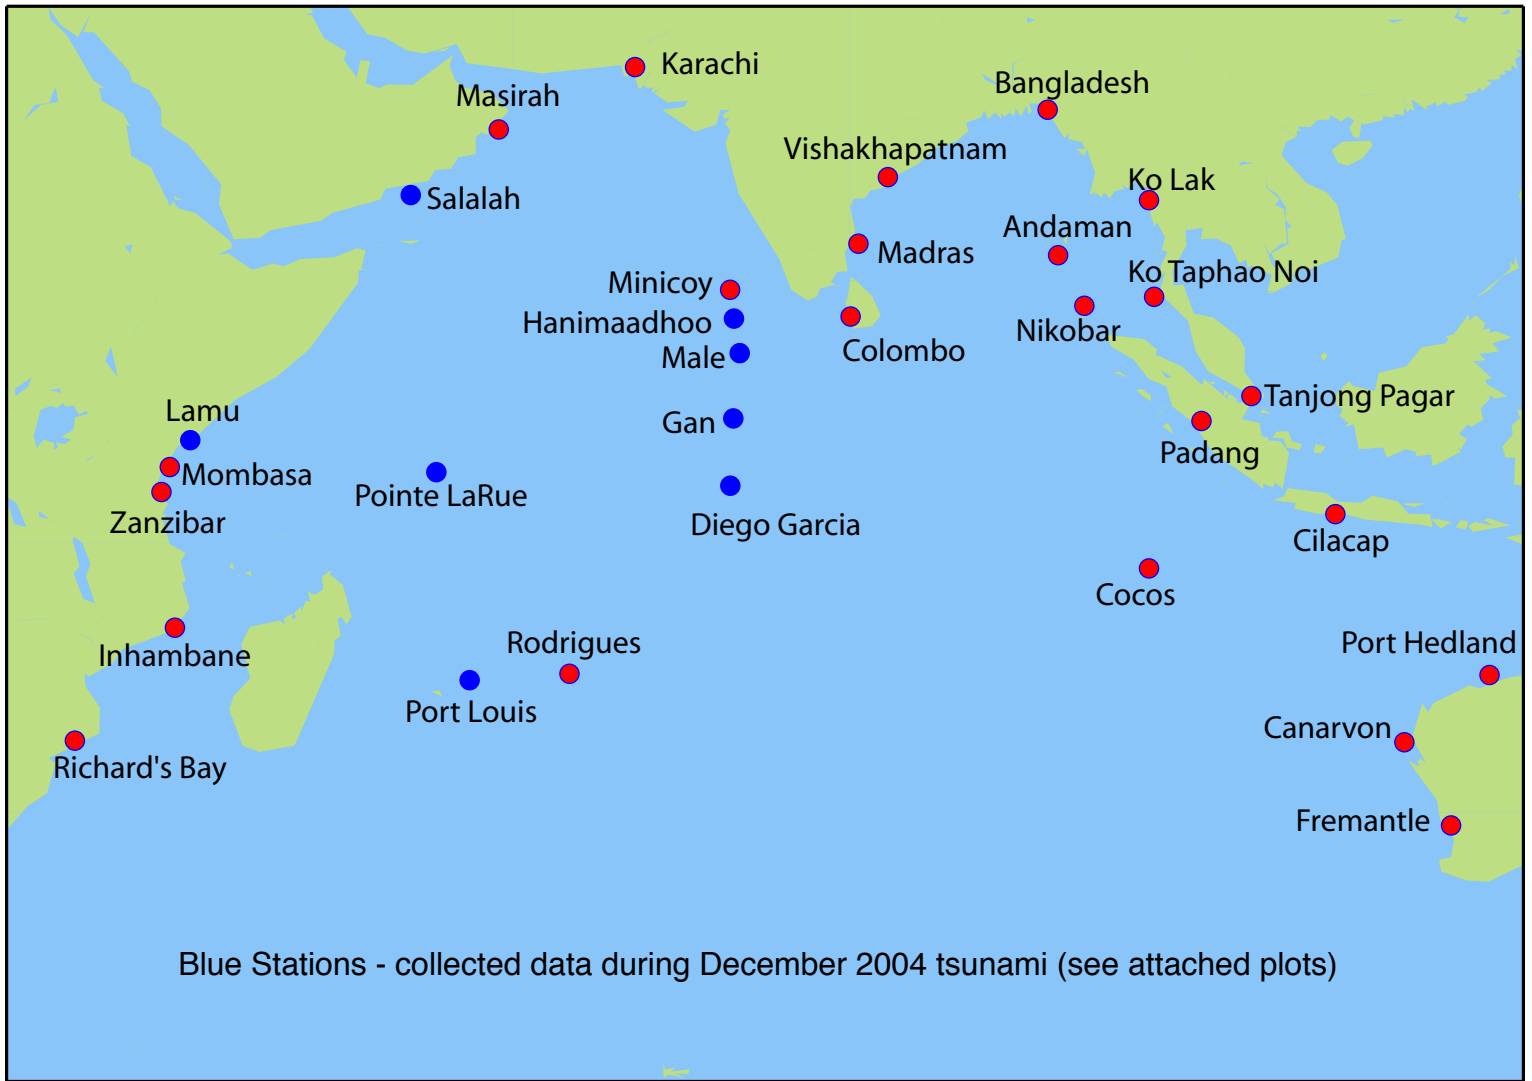 Karachi
Bangladesh
Masirah
Vishakhapatnam
Ko Lak
Salalah
Andaman
Madras
Ko Taphao Noi
Minicoy
Hanimaadhoo
Nikobar
Male
Colombo
Tanjong Pagar
Lamu
Gan
Padang
Mombasa
Pointe LaRue
Zanzibar
Diego Garcia
Cilacap
Cocos
Rodrigues
Port Hedland
Inhambane
Port Louis
Canarvon
Richard's Bay
Fremantle
Blue Stations - collected data during December 2004 tsunami (see attached plots)